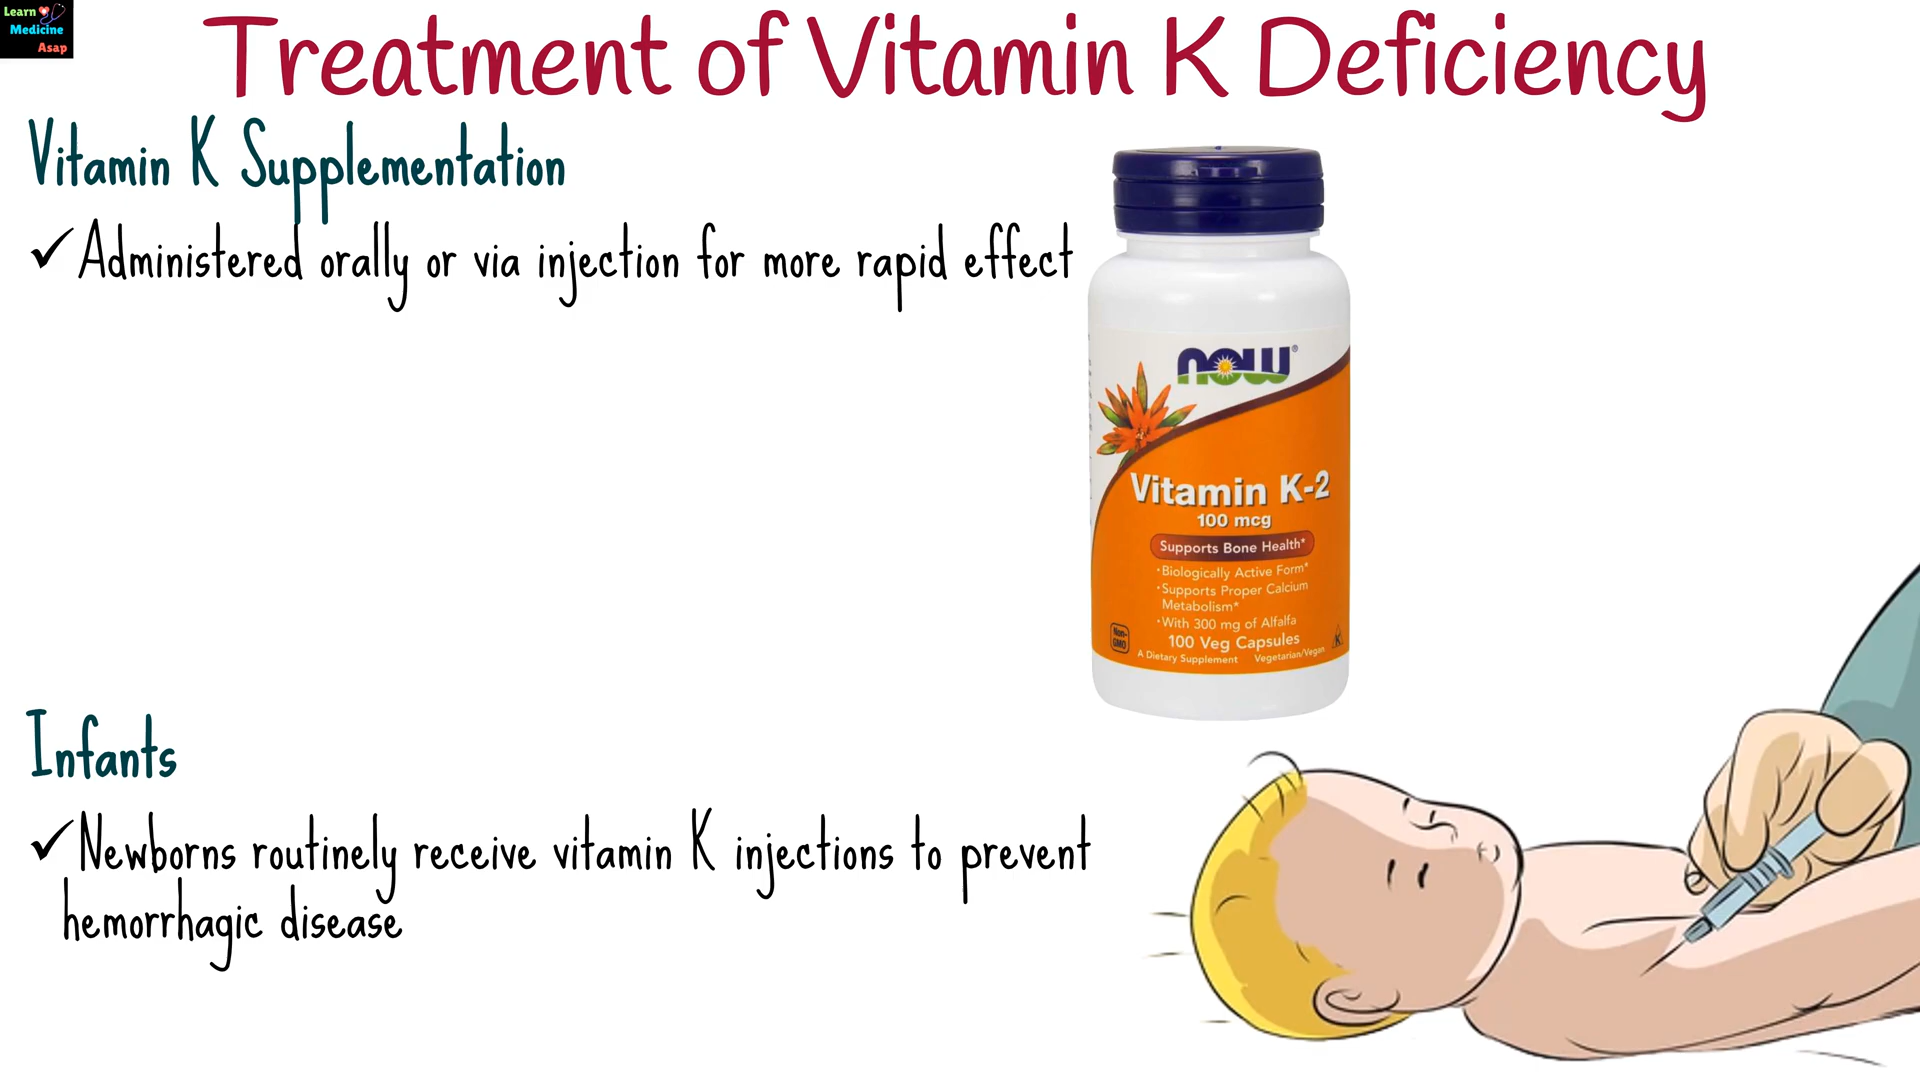 Learn
Medicine
Asap
Treatment of Vitamin K Deficiency
Vitamin K Supplementation
✓Administered orally or via injection for more rapid effect
now®
Vitamin K-2
100 mcg
Supports Bone Health*
•Biologically Active Form*
•Supports Proper Calcium
Metabolism*
•With 300 mg of Alfalfa
Non-
GMO
100 Veg Capsules
K
A Dietary Supplement Vegetarian/Vegan
Infants
✓Newborns routinely receive vitamin K injections to prevent
hemorrhagic disease